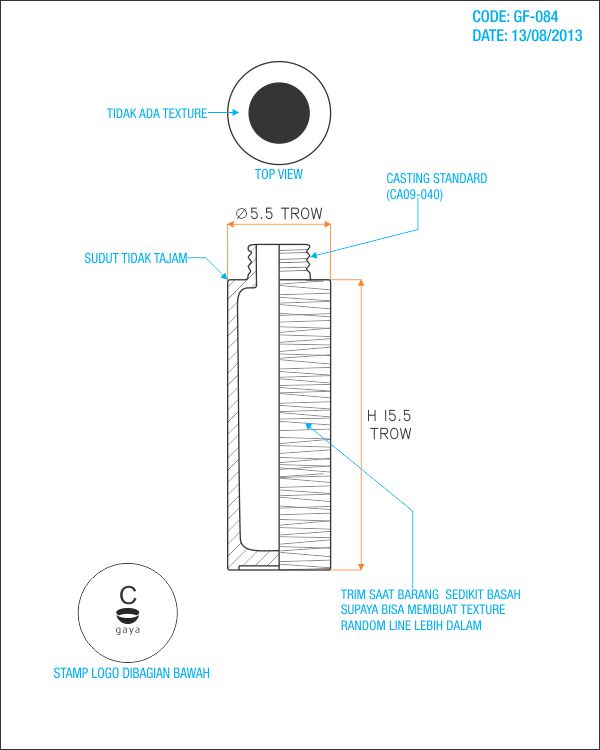 CODE: GF-084
DATE: 13/08/2013
TIDAK ADA TEXTURE
TOP VIEW
CASTING STANDARD
(CA09-040)
∅5.5 TROW
SUDUT TIDAK TAJAM
H 15.5
TROW
TRIM SAAT BARANG SEDIKIT BASAH
SUPAYA BISA MEMBUAT TEXTURE
RANDOM LINE LEBIH DALAM
C
gaya
STAMP LOGO DIBAGIAN BAWAH